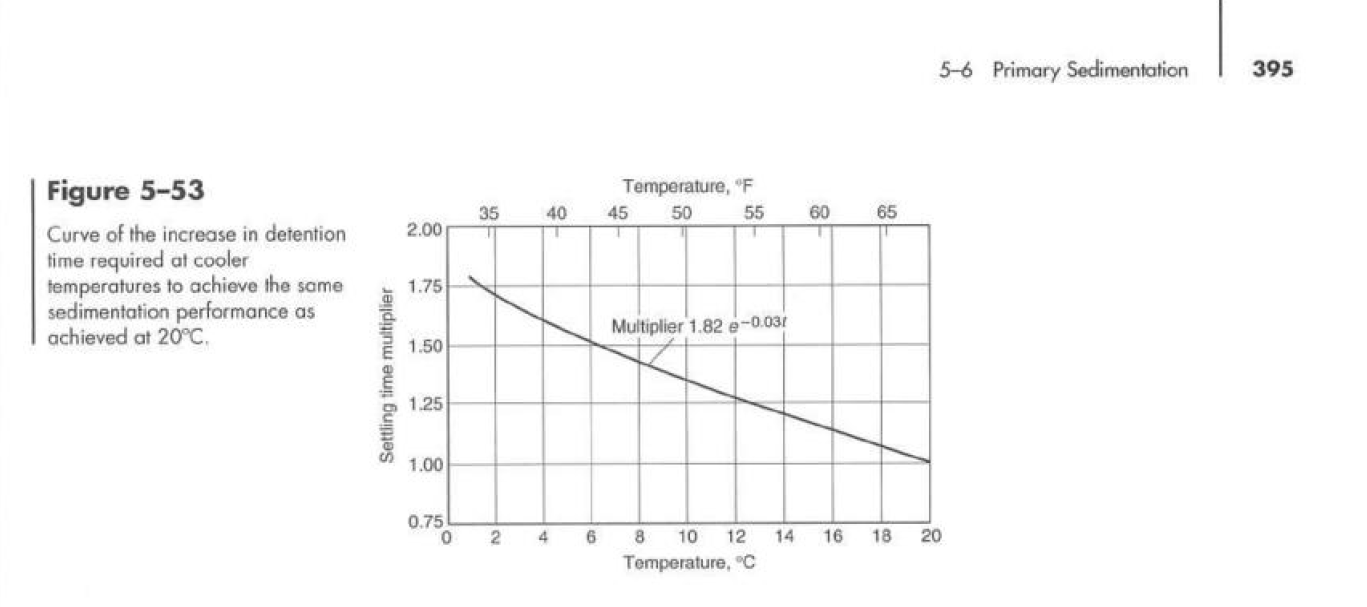 5–6 Primary Sedimentation 395
Figure 5–53
Curve of the increase in detention
time required at cooler
temperatures to achieve the same
sedimentation performance as
achieved at 20°C.
Temperature, °F
35 40 45 50 55 60 65
2.00
1.75
Multiplier 1.82 e−0.03t
1.50
1.25
1.00
0.75
Settling time multiplier
0 2 4 6 8 10 12 14 16 18 20
Temperature, °C